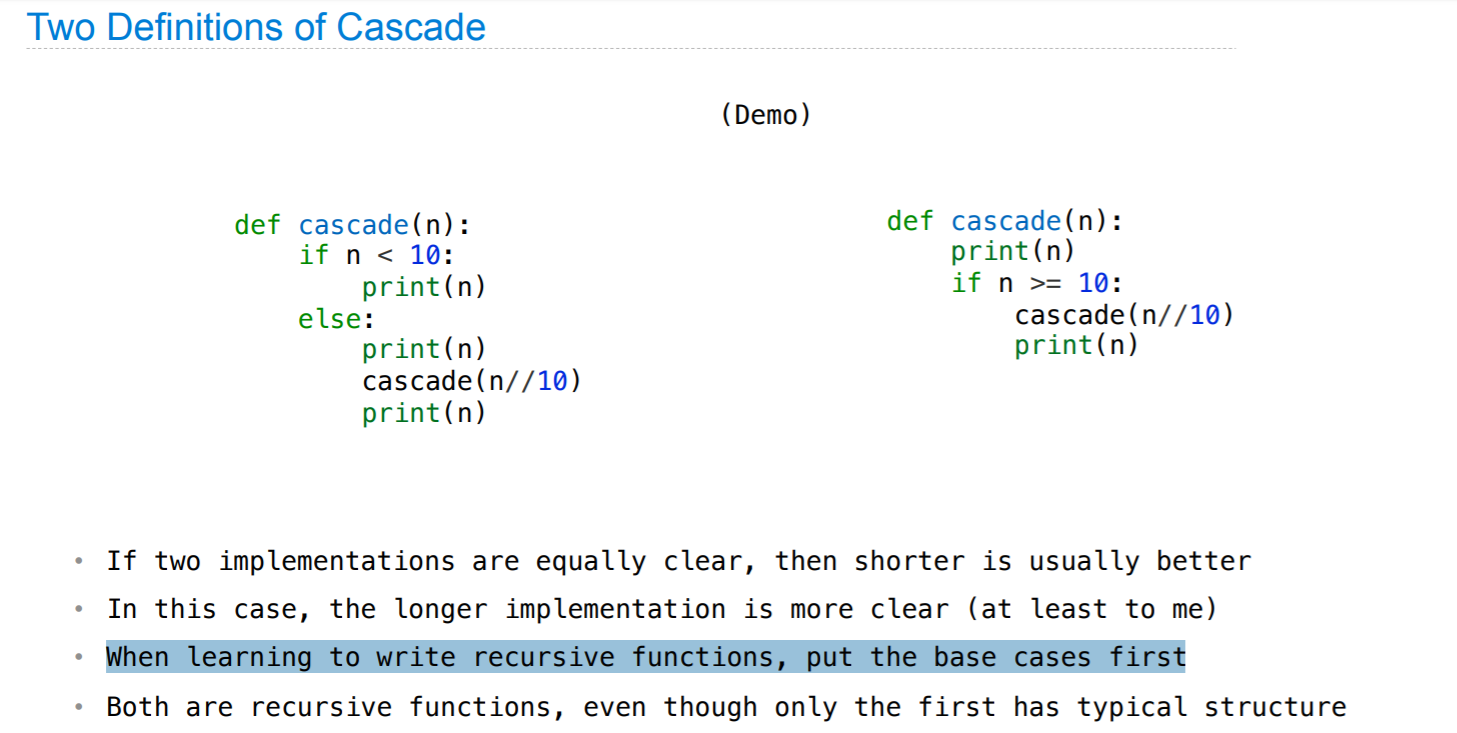 Two Definitions of Cascade
(Demo)
def cascade(n):
    if n < 10:
        print(n)
    else:
        print(n)
        cascade(n//10)
        print(n)
def cascade(n):
    print(n)
    if n >= 10:
        cascade(n//10)
        print(n)
• If two implementations are equally clear, then shorter is usually better
• In this case, the longer implementation is more clear (at least to me)
• When learning to write recursive functions, put the base cases first
• Both are recursive functions, even though only the first has typical structure